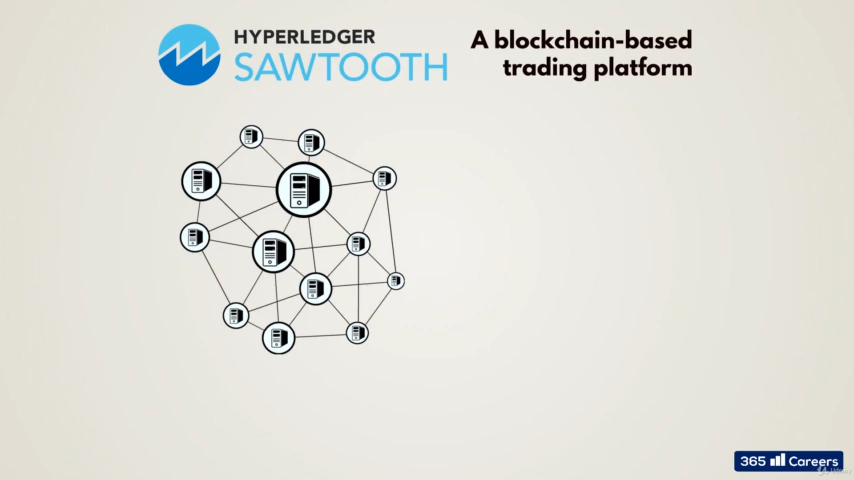 HYPERLEDGER
SAWTOOTH
A blockchain-based
trading platform
365 Careers